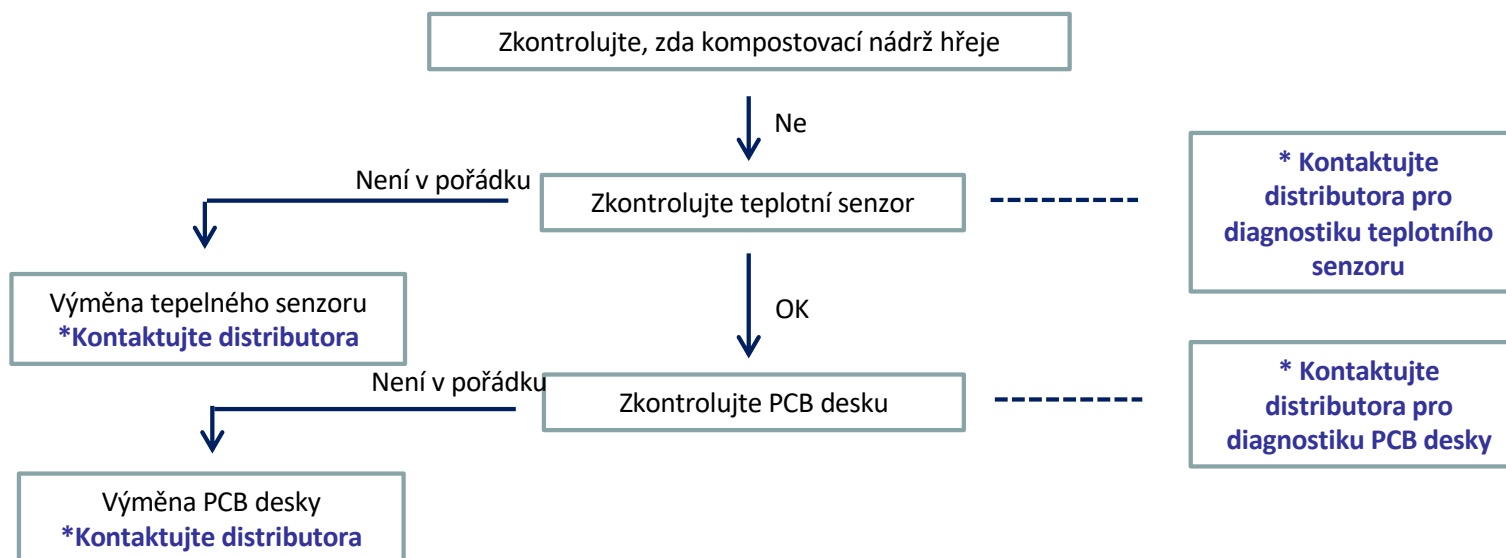 Zkontrolujte, zda kompostovací nádrž hřeje
Ne
Není v pořádku
Zkontrolujte teplotní senzor
* Kontaktujte
distributora pro
diagnostiku teplotního
senzoru
Výměna tepelného senzoru
*Kontaktujte distributora
OK
Není v pořádku
Zkontrolujte PCB desku
* Kontaktujte
distributora pro
diagnostiku PCB desky
Výměna PCB desky
*Kontaktujte distributora